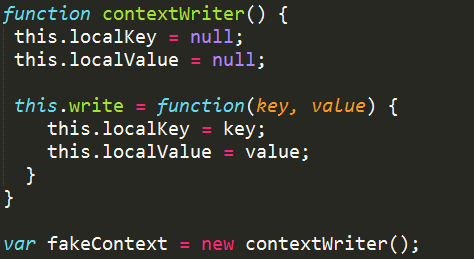 function contextWriter() {
this.localKey = null;
this.localValue = null;
this.write = function(key, value) {
this.localKey = key;
this.localValue = value;
}
}
var fakeContext = new contextWriter();